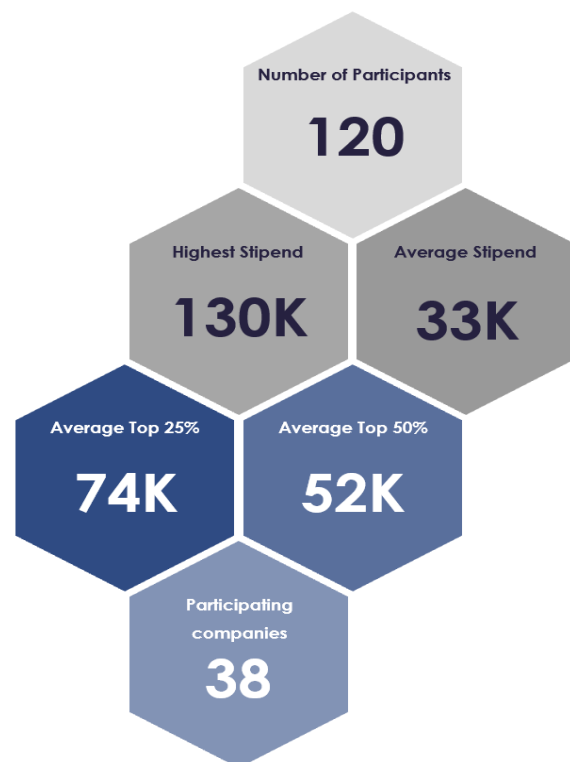 Number of Participants
120
Highest Stipend
130K
Average Stipend
33K
Average Top 25%
74K
Average Top 50%
52K
Participating
companies
38